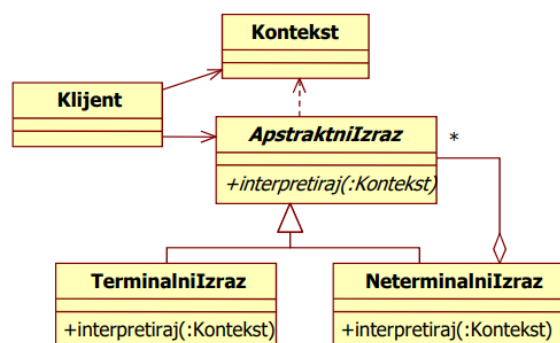 Kontekst
Klijent
ApstraktniIzraz
*
+interpretiraj(:Kontekst)
TerminalniIzraz
NeterminalniIzraz
+interpretiraj(:Kontekst)
+interpretiraj(:Kontekst)